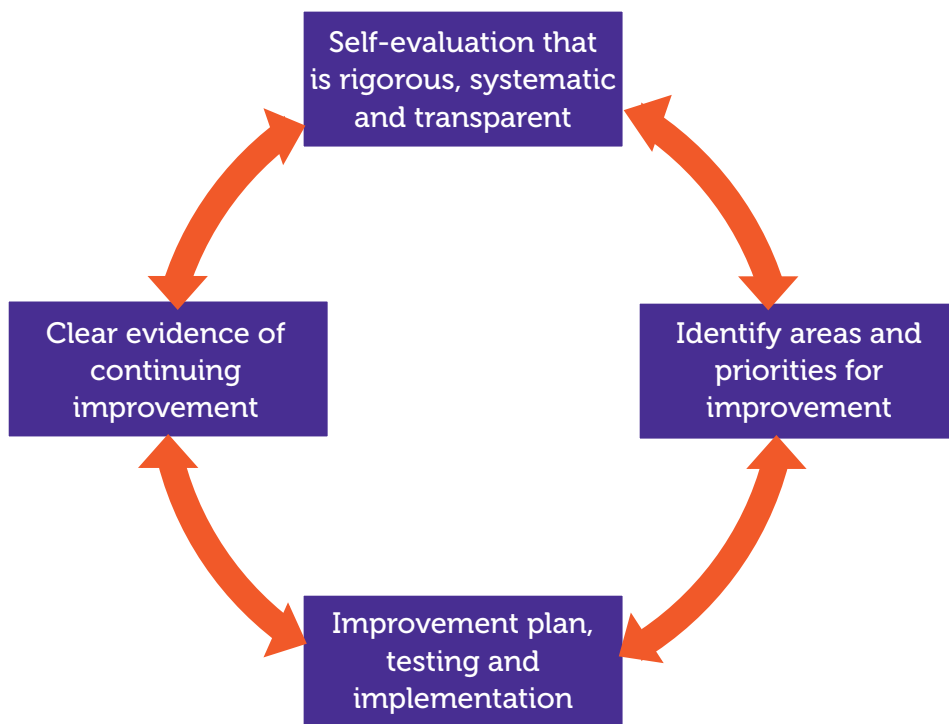 Self-evaluation that
is rigorous, systematic
and transparent
Clear evidence of
continuing
improvement
Identify areas and
priorities for
improvement
Improvement plan,
testing and
implementation